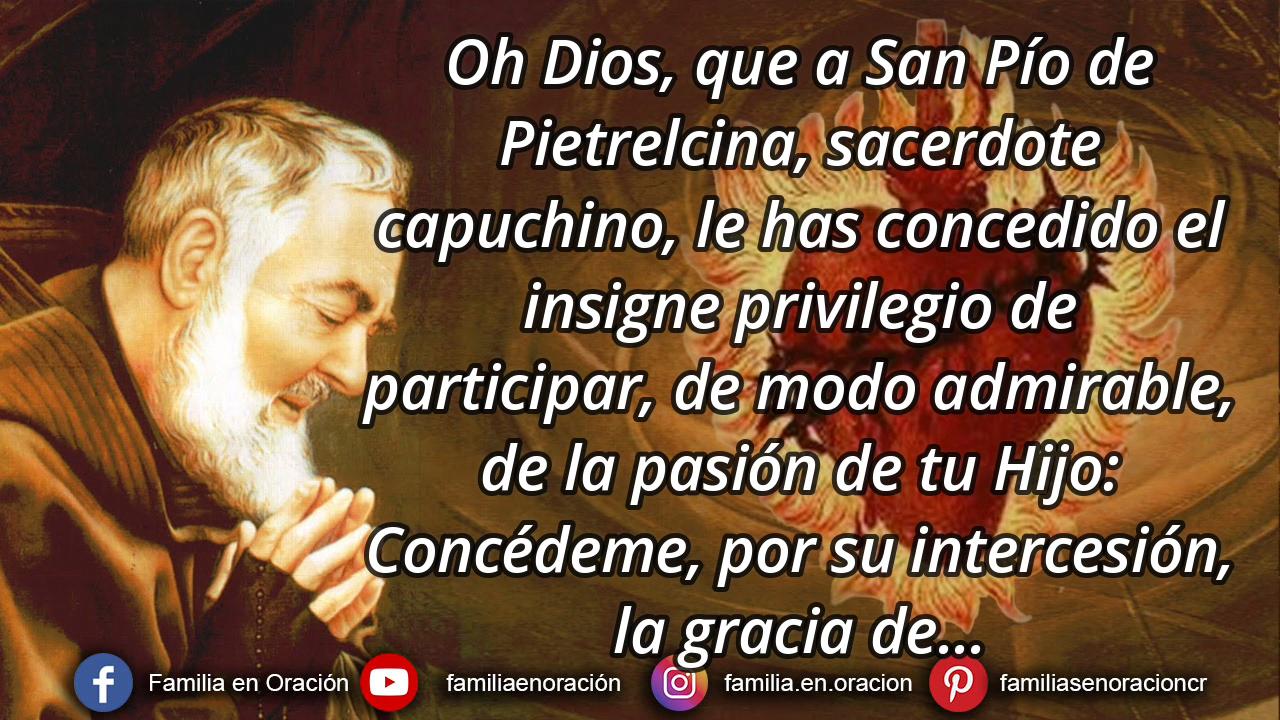 Oh Dios, que a San Pío de
Pietrelcina, sacerdote
capuchino, le has concedido el
insigne privilegio de
participar, de modo admirable,
de la pasión de tu Hijo:
Concédeme, por su intercesión,
la gracia de...
Familia en Oración familiaenoración familia.en.oracion familiasenoracioncr